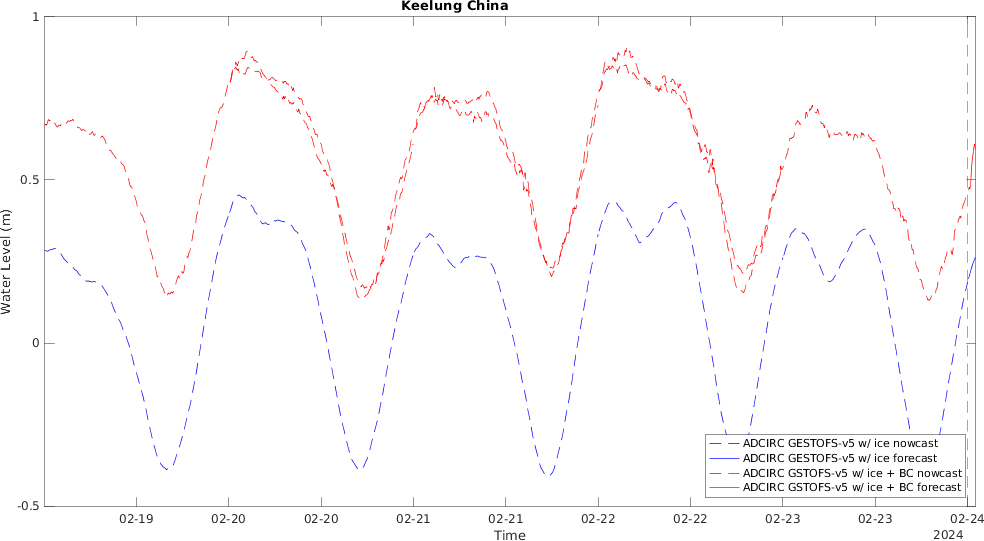 Keelung China
1
0.5
0
-0.5
Water Level (m)
ADCIRC GESTOFS-v5 w/ ice nowcast
ADCIRC GESTOFS-v5 w/ ice forecast
ADCIRC GSTOFS-v5 w/ ice + BC nowcast
ADCIRC GSTOFS-v5 w/ ice + BC forecast
02-19 02-20 02-20 02-21 02-21 02-22 02-22 02-23 02-23 02-24
Time
2024